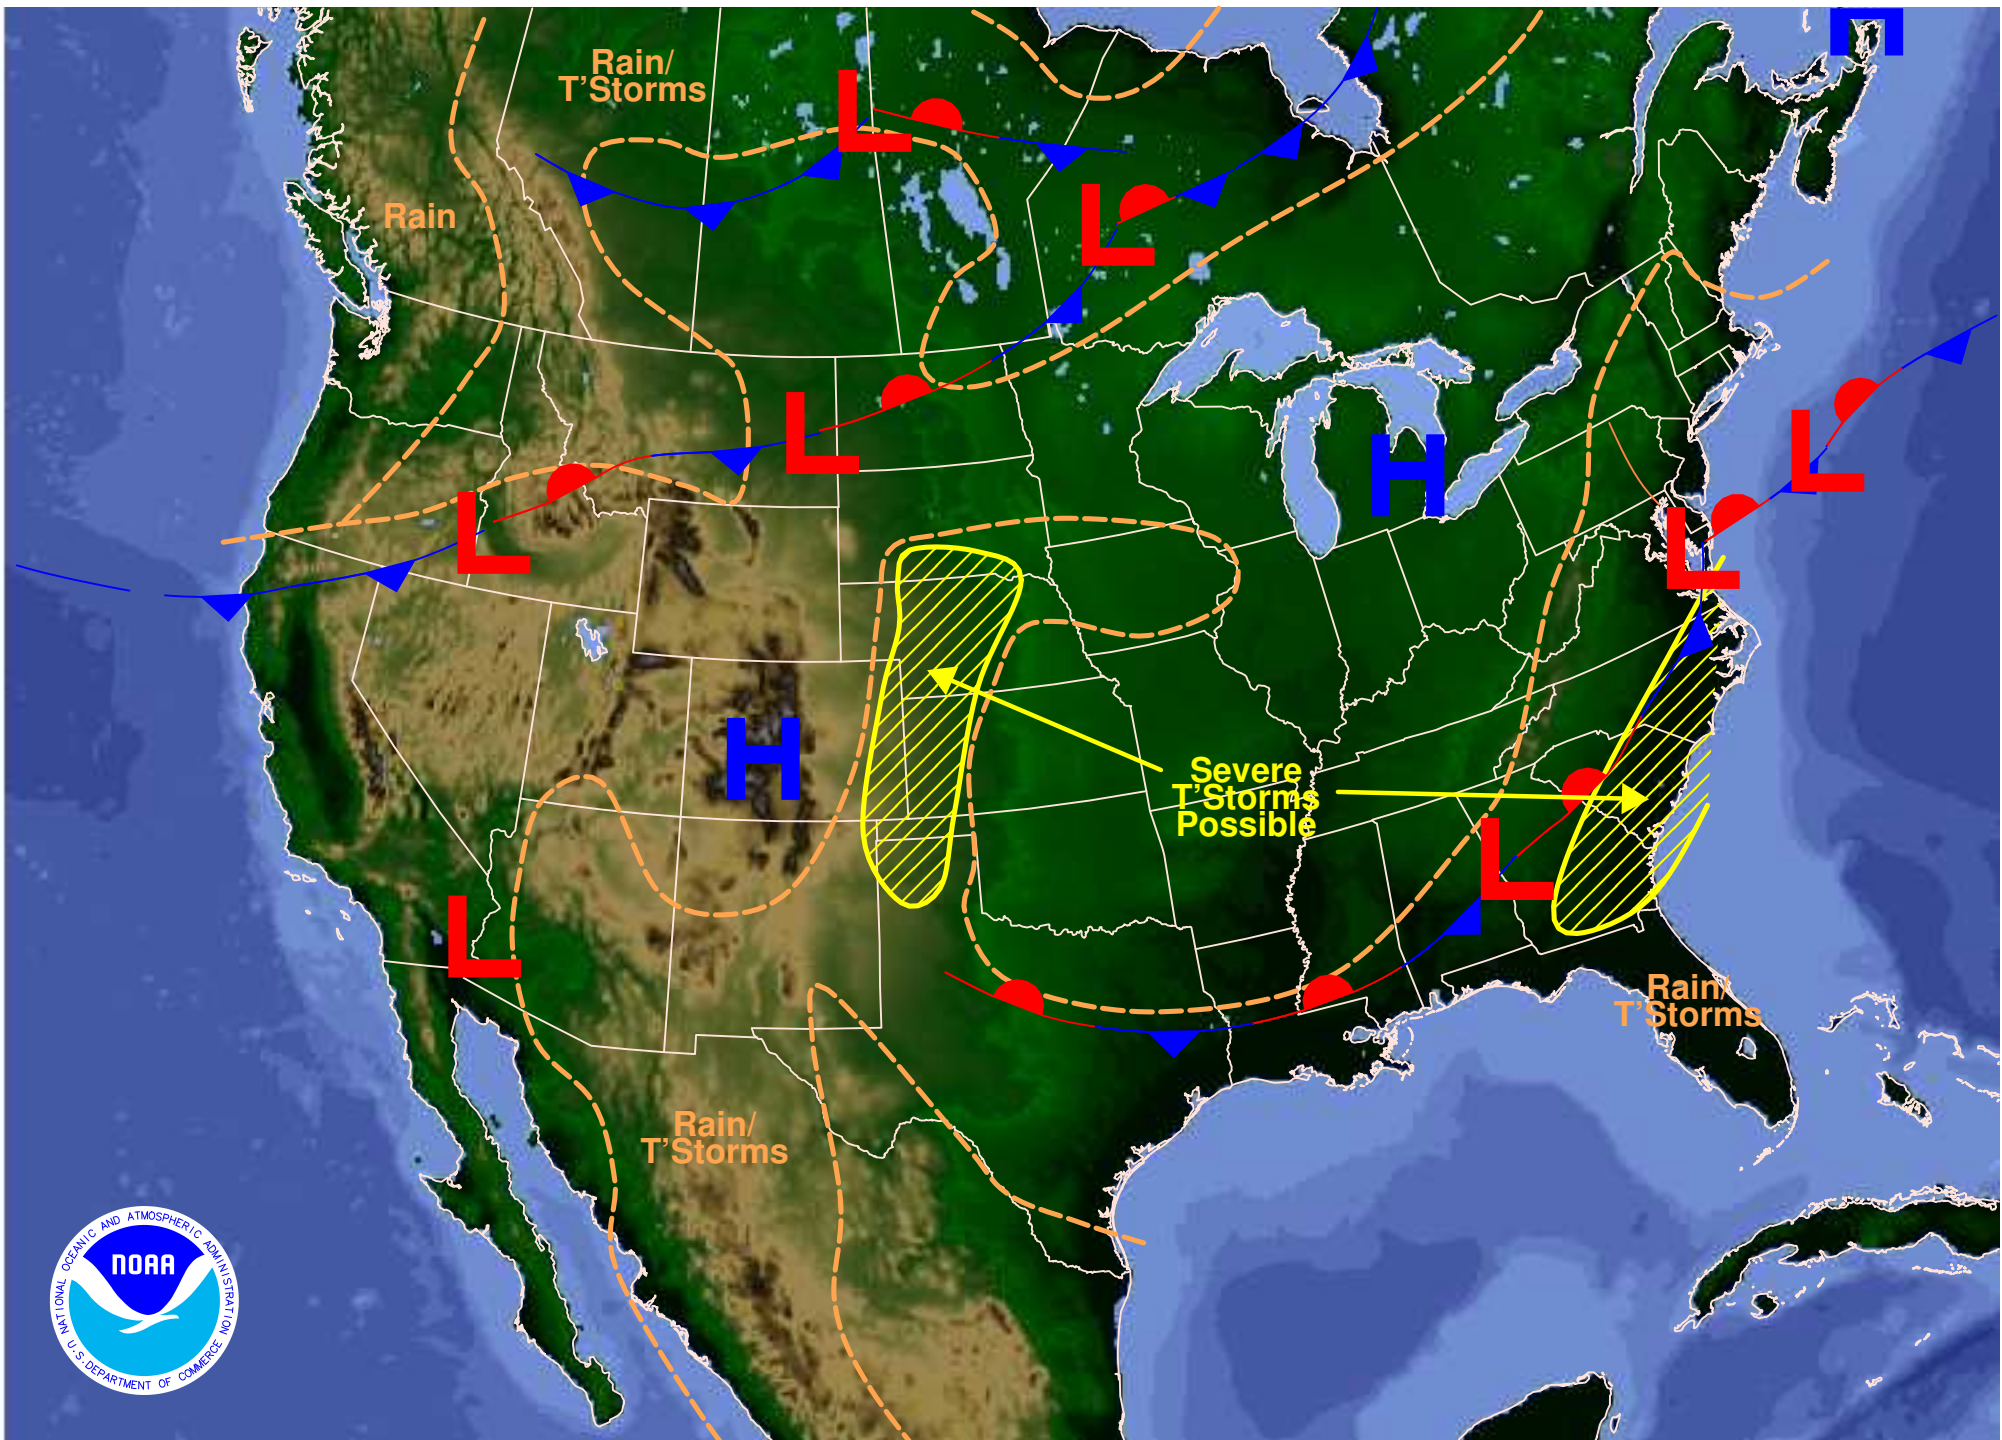 H
Rain/
T'Storms
L
Rain
L
L
H
L
L
L
L
H
Severe
T'Storms
Possible
L
L
Rain/
T'Storms
Rain/
T'Storms
NATIONAL OCEANIC AND ATMOSPHERIC ADMINISTRATION
NOAA
U.S. DEPARTMENT OF COMMERCE